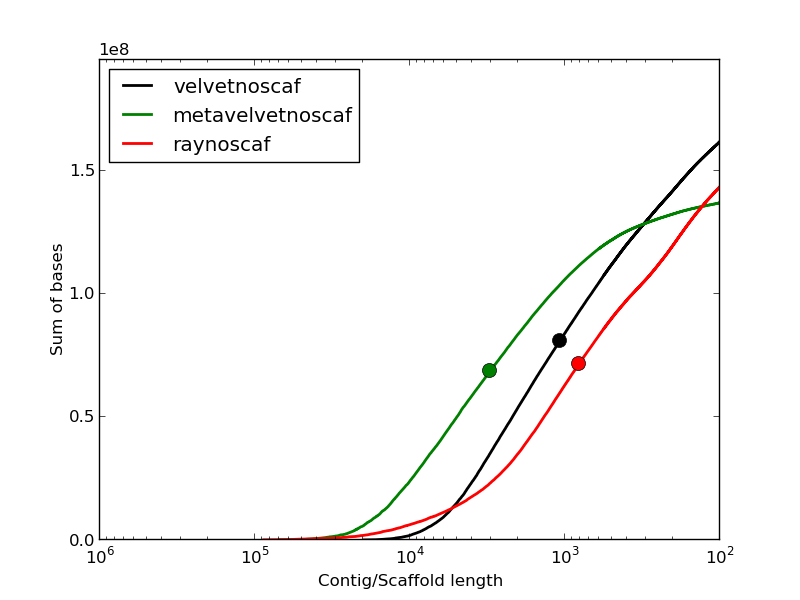 1e8
velvetnoscaf
metavelvetnoscaf
raynoscaf
1.5
1.0
0.5
0.0
Sum of bases
10^6
10^5
10^4
10^3
10^2
Contig/Scaffold length